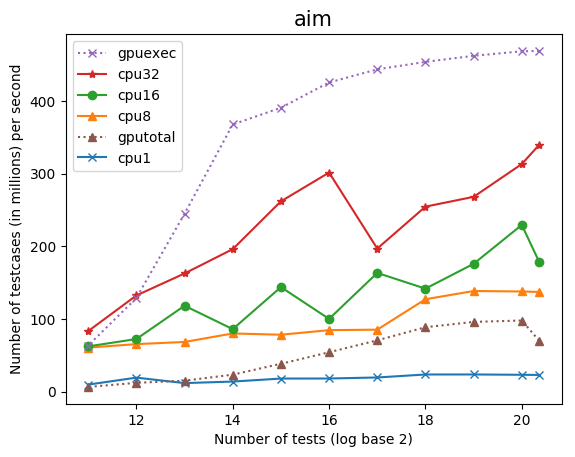 aim
Number of testcases (in millions) per second
400
300
200
100
0
gpuexec
cpu32
cpu16
cpu8
gputotal
cpu1
12 14 16 18 20
Number of tests (log base 2)